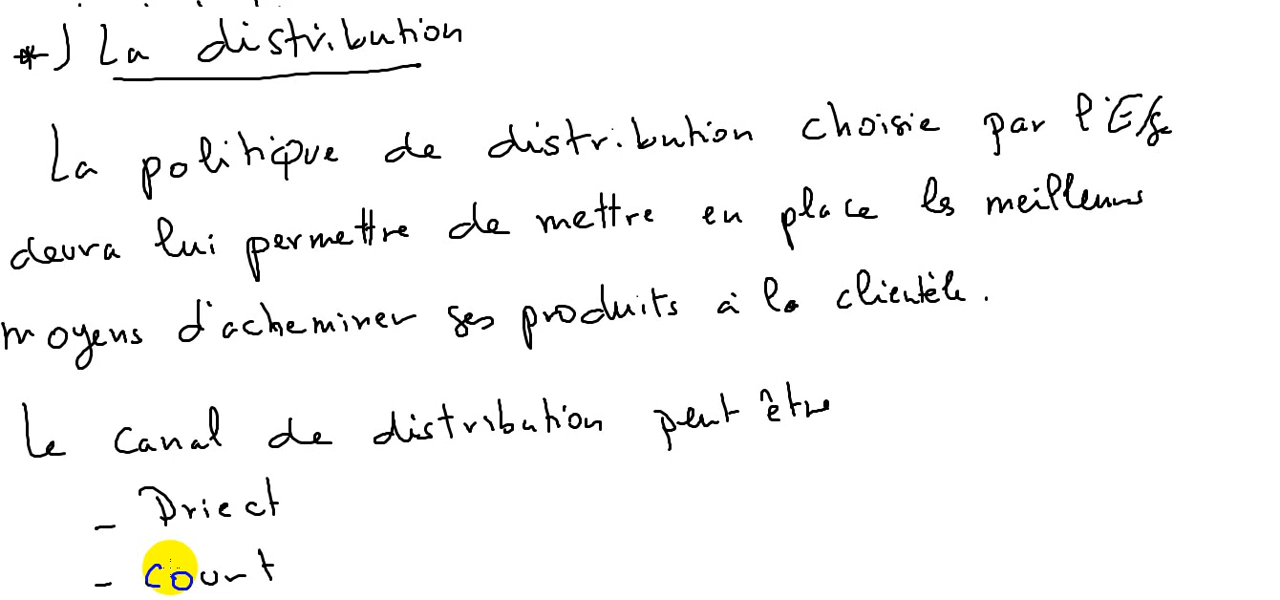 *) La distribution
La politique de distribution choisie par l'E/se
devra lui permettre de mettre en place les meilleurs
moyens d'acheminer ses produits à la clientèle.
Le canal de distribution peut être
- Driect
- Court